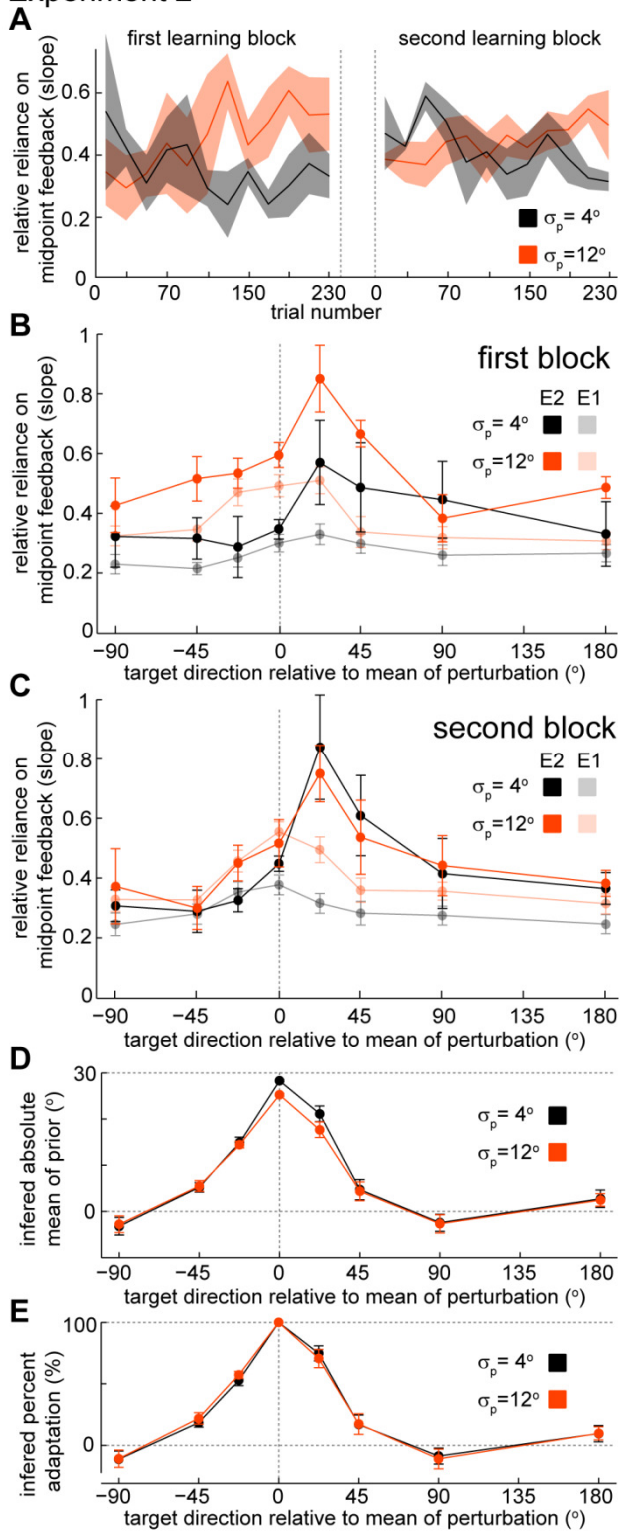 Experiment 2
A
first learning block
second learning block
relative reliance on
midpoint feedback (slope)
0.6
0.4
0.2
0
σp= 4°
σp=12°
0 70 150 230 0 70 150 230
trial number
B
first block
E2 E1
σp= 4°
σp=12°
relative reliance on
midpoint feedback (slope)
1
0.8
0.6
0.4
0.2
0
−90 −45 0 45 90 135 180
target direction relative to mean of perturbation (°)
C
second block
E2 E1
σp= 4°
σp=12°
relative reliance on
midpoint feedback (slope)
1
0.8
0.6
0.4
0.2
0
−90 −45 0 45 90 135 180
target direction relative to mean of perturbation (°)
D
infered absolute
mean of prior (°)
30
0
σp= 4°
σp=12°
−90 −45 0 45 90 135 180
target direction relative to mean of perturbation (°)
E
infered percent
adaptation (%)
100
0
σp= 4°
σp=12°
−90 −45 0 45 90 135 180
target direction relative to mean of perturbation (°)